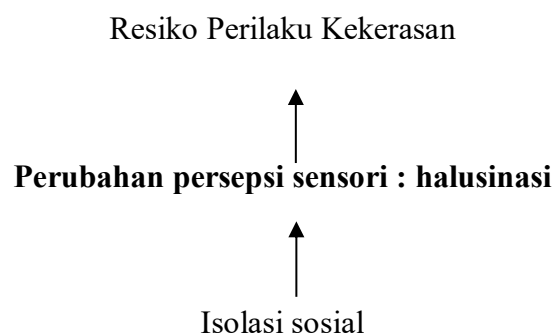 Resiko Perilaku Kekerasan
Perubahan persepsi sensori : halusinasi
Isolasi sosial